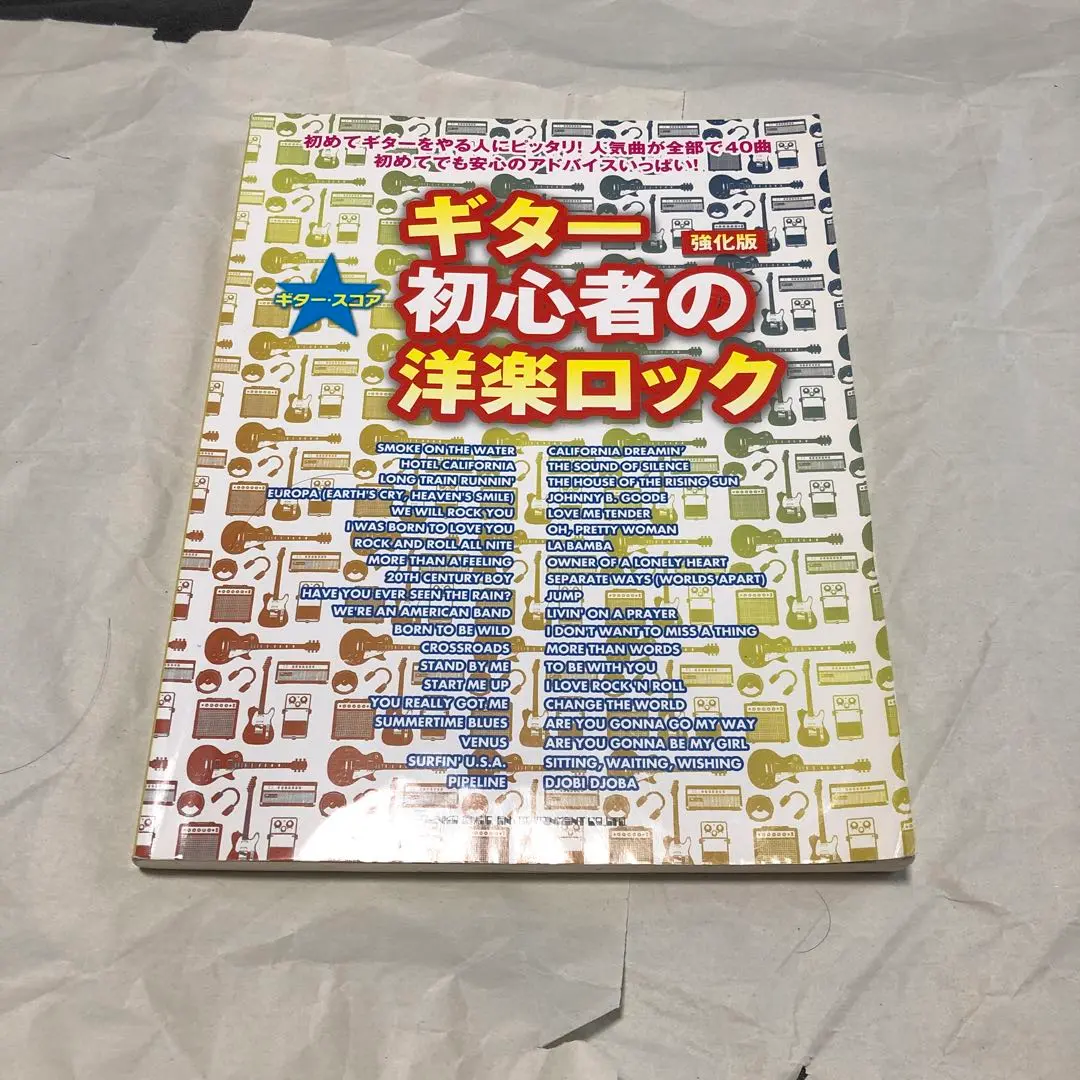 初めてギターをやる人にピッタリ! 人気曲が全部で40曲
初めてでも安心のアドバイスいっぱい!
ギター
強化版
ギター・スコア
初心者の
洋楽ロック
SMOKE ON THE WATER
HOTEL CALIFORNIA
LONG TRAIN RUNNIN'
EUROPA (EARTH'S CRY, HEAVEN'S SMILE)
WE WILL ROCK YOU
I WAS BORN TO LOVE YOU
ROCK AND ROLL ALL NITE
MORE THAN A FEELING
20TH CENTURY BOY
HAVE YOU EVER SEEN THE RAIN?
WE'RE AN AMERICAN BAND
BORN TO BE WILD
CROSSROADS
STAND BY ME
START ME UP
YOU REALLY GOT ME
SUMMERTIME BLUES
VENUS
SURFIN' U.S.A.
PIPELINE
CALIFORNIA DREAMIN'
THE SOUND OF SILENCE
THE HOUSE OF THE RISING SUN
JOHNNY B. GOODE
LOVE ME TENDER
OH, PRETTY WOMAN
LA BAMBA
OWNER OF A LONELY HEART
SEPARATE WAYS (WORLDS APART)
JUMP
LIVIN' ON A PRAYER
I DON'T WANT TO MISS A THING
MORE THAN WORDS
TO BE WITH YOU
I LOVE ROCK 'N ROLL
CHANGE THE WORLD
ARE YOU GONNA GO MY WAY
ARE YOU GONNA BE MY GIRL
SITTING, WAITING, WISHING
DJOBI DJOBA